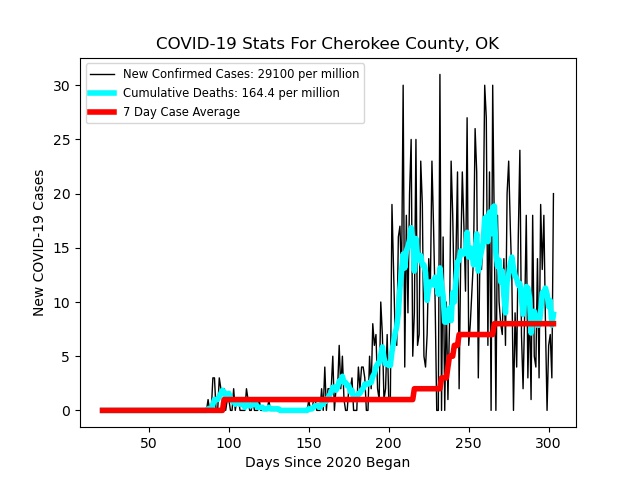 COVID-19 Stats For Cherokee County, OK
New Confirmed Cases: 29100 per million
Cumulative Deaths: 164.4 per million
7 Day Case Average
New COVID-19 Cases
30
25
20
15
10
5
0
50 100 150 200 250 300
Days Since 2020 Began